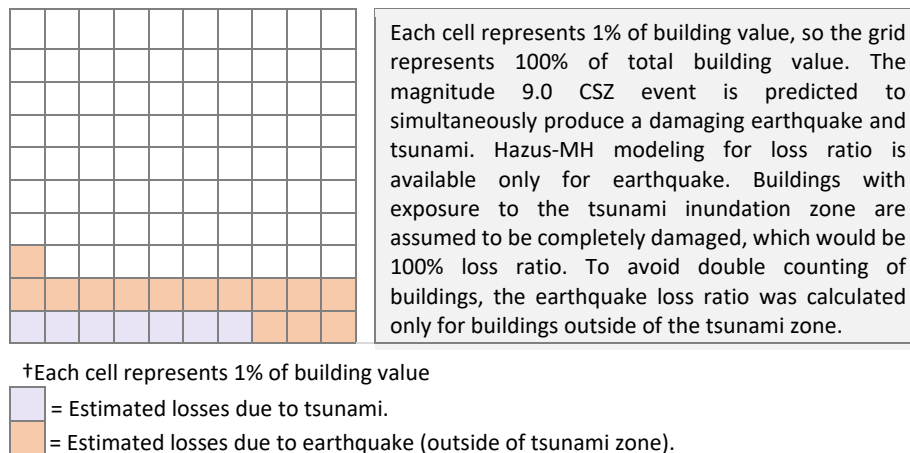 Each cell represents 1% of building value, so the grid
represents 100% of total building value. The
magnitude 9.0 CSZ event is predicted to
simultaneously produce a damaging earthquake and
tsunami. Hazus-MH modeling for loss ratio is
available only for earthquake. Buildings with
exposure to the tsunami inundation zone are
assumed to be completely damaged, which would be
100% loss ratio. To avoid double counting of
buildings, the earthquake loss ratio was calculated
only for buildings outside of the tsunami zone.
†Each cell represents 1% of building value
= Estimated losses due to tsunami.
= Estimated losses due to earthquake (outside of tsunami zone).